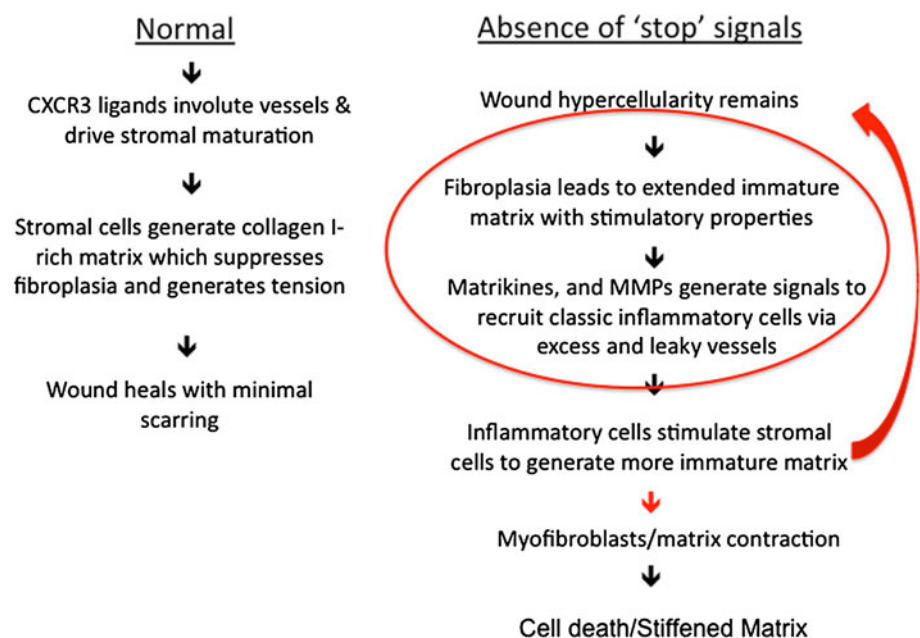 Normal
CXCR3 ligands involute vessels &
drive stromal maturation
Stromal cells generate collagen I-
rich matrix which suppresses
fibroplasia and generates tension
Wound heals with minimal
scarring
Absence of ‘stop’ signals
Wound hypercellularity remains
Fibroplasia leads to extended immature
matrix with stimulatory properties
Matrikines, and MMPs generate signals to
recruit classic inflammatory cells via
excess and leaky vessels
Inflammatory cells stimulate stromal
cells to generate more immature matrix
Myofibroblasts/matrix contraction
Cell death/Stiffened Matrix